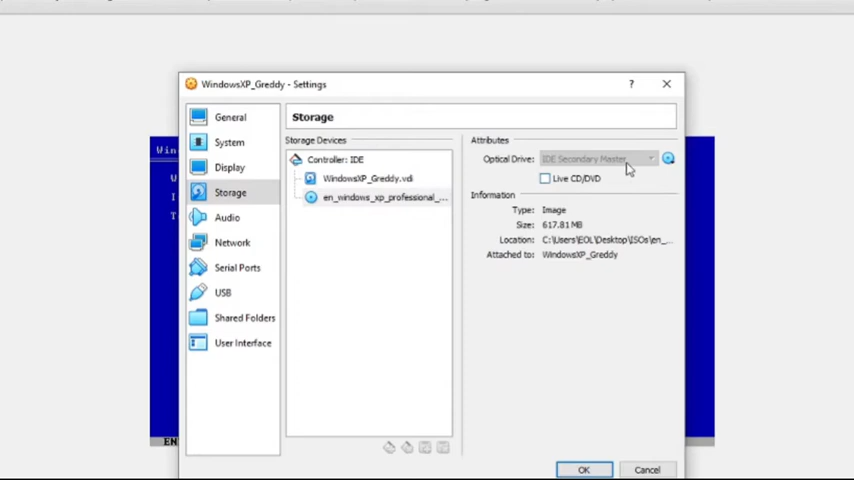 WindowsXP_Greddy - Settings
?
General
System
Display
Storage
Audio
Network
Serial Ports
USB
Shared Folders
User Interface
Storage
Storage Devices
Controller: IDE
WindowsXP_Greddy.vdi
en_windows_xp_professional_...
Attributes
Optical Drive: IDE Secondary Master
Live CD/DVD
Information
Type: Image
Size: 617.81 MB
Location: C:\Users\EOL\Desktop\ISOs\en_...
Attached to: WindowsXP_Greddy
OK
Cancel